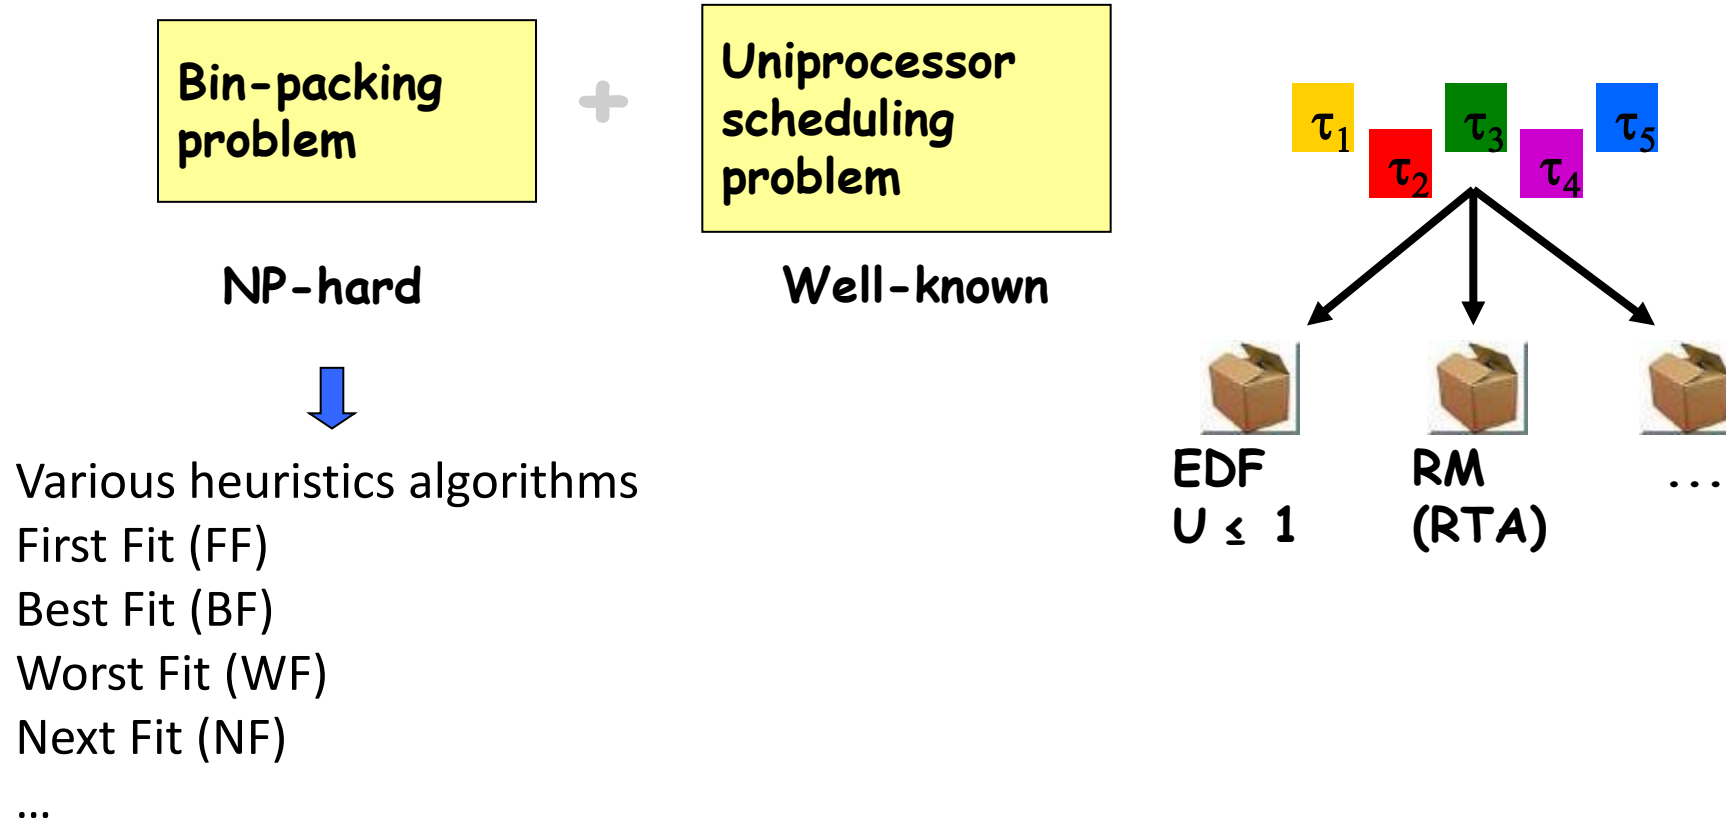 Bin-packing
problem
+
Uniprocessor
scheduling
problem
NP-hard
Well-known
Various heuristics algorithms
First Fit (FF)
Best Fit (BF)
Worst Fit (WF)
Next Fit (NF)
...
τ1
τ2
τ3
τ4
τ5
EDF
U ≤ 1
RM
(RTA)
...